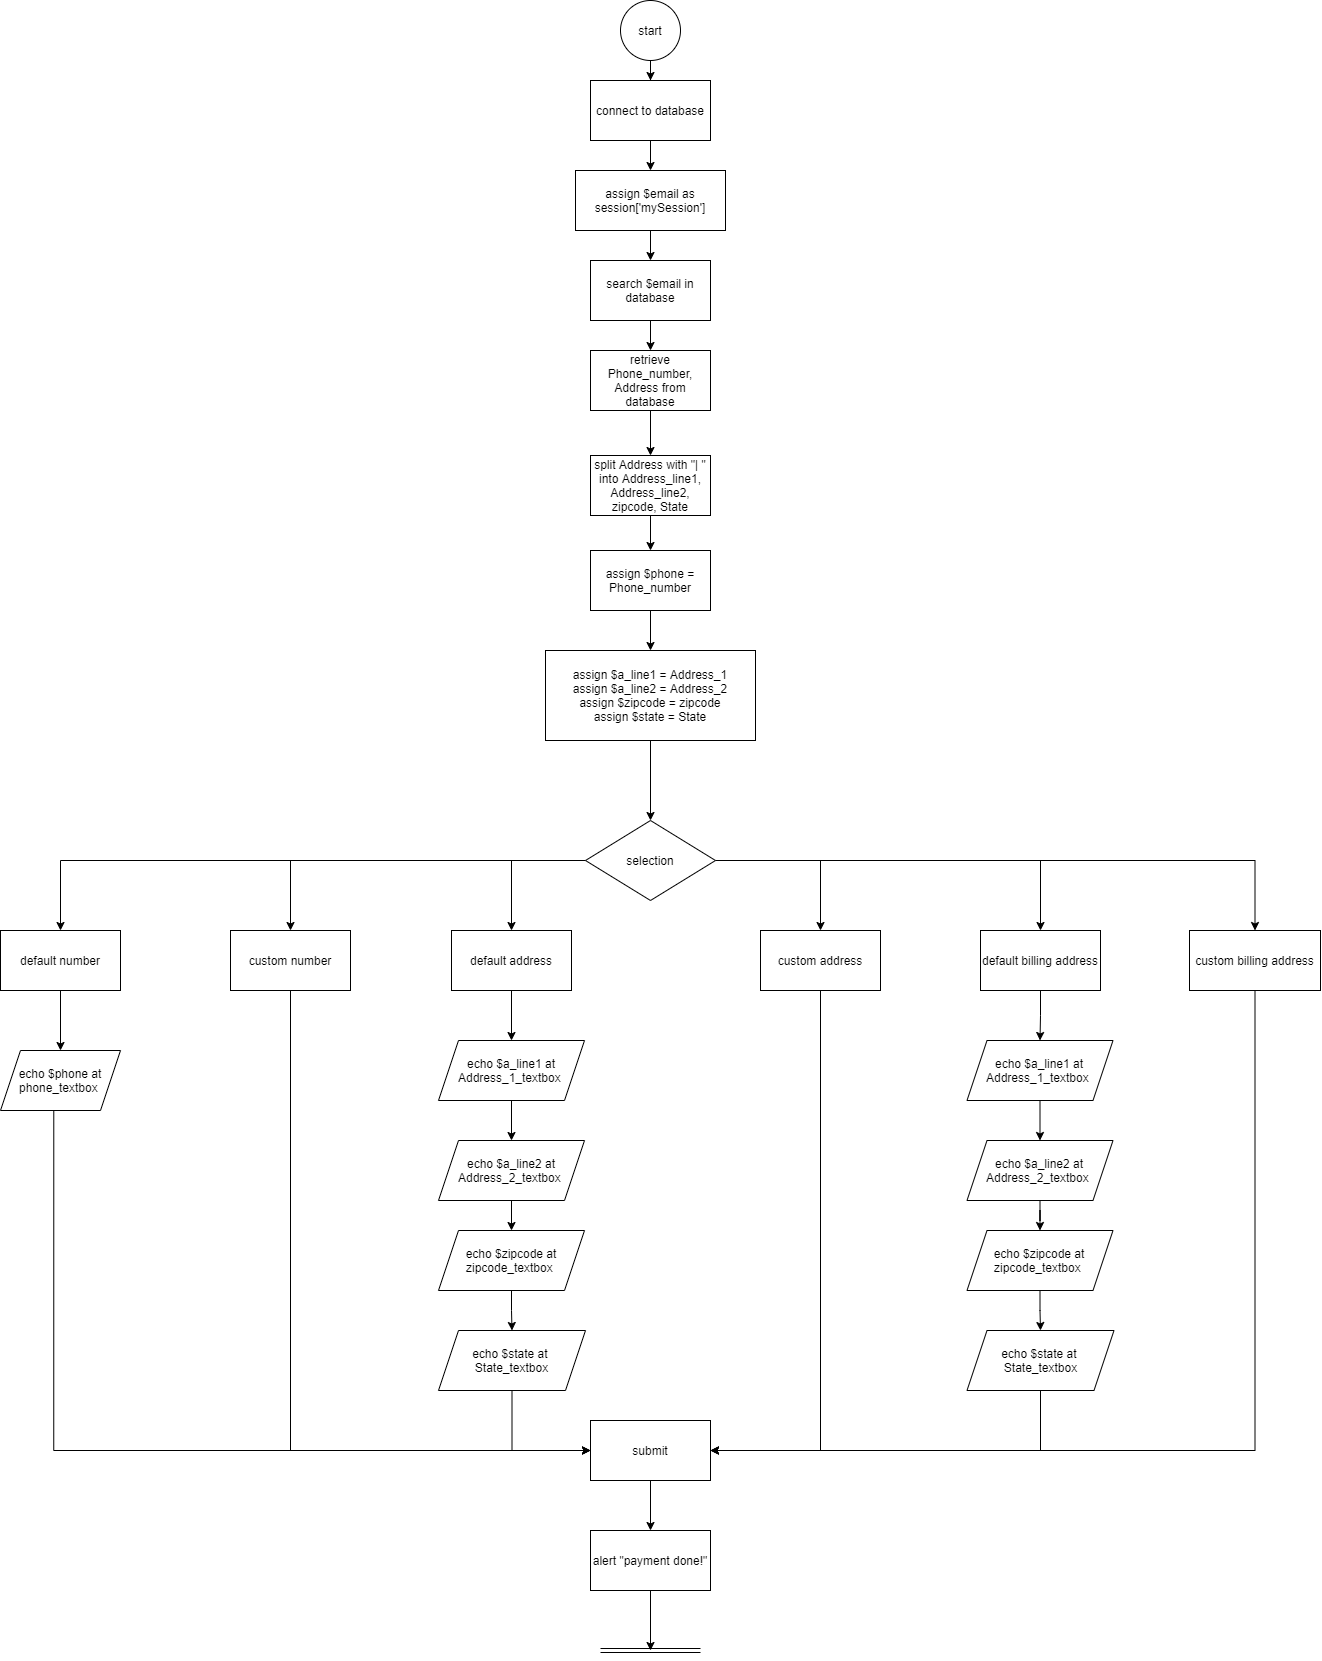 start
connect to database
assign $email as
session['mySession']
search $email in
database
retrieve
Phone_number,
Address from
database
split Address with "| "
into Address_line1,
Address_line2,
zipcode, State
assign $phone =
Phone_number
assign $a_line1 = Address_1
assign $a_line2 = Address_2
assign $zipcode = zipcode
assign $state = State
selection
default number
custom number
default address
custom address
default billing address
custom billing address
echo $phone at
phone_textbox
echo $a_line1 at
Address_1_textbox
echo $a_line2 at
Address_2_textbox
echo $zipcode at
zipcode_textbox
echo $state at
State_textbox
echo $a_line1 at
Address_1_textbox
echo $a_line2 at
Address_2_textbox
echo $zipcode at
zipcode_textbox
echo $state at
State_textbox
submit
alert "payment done!"